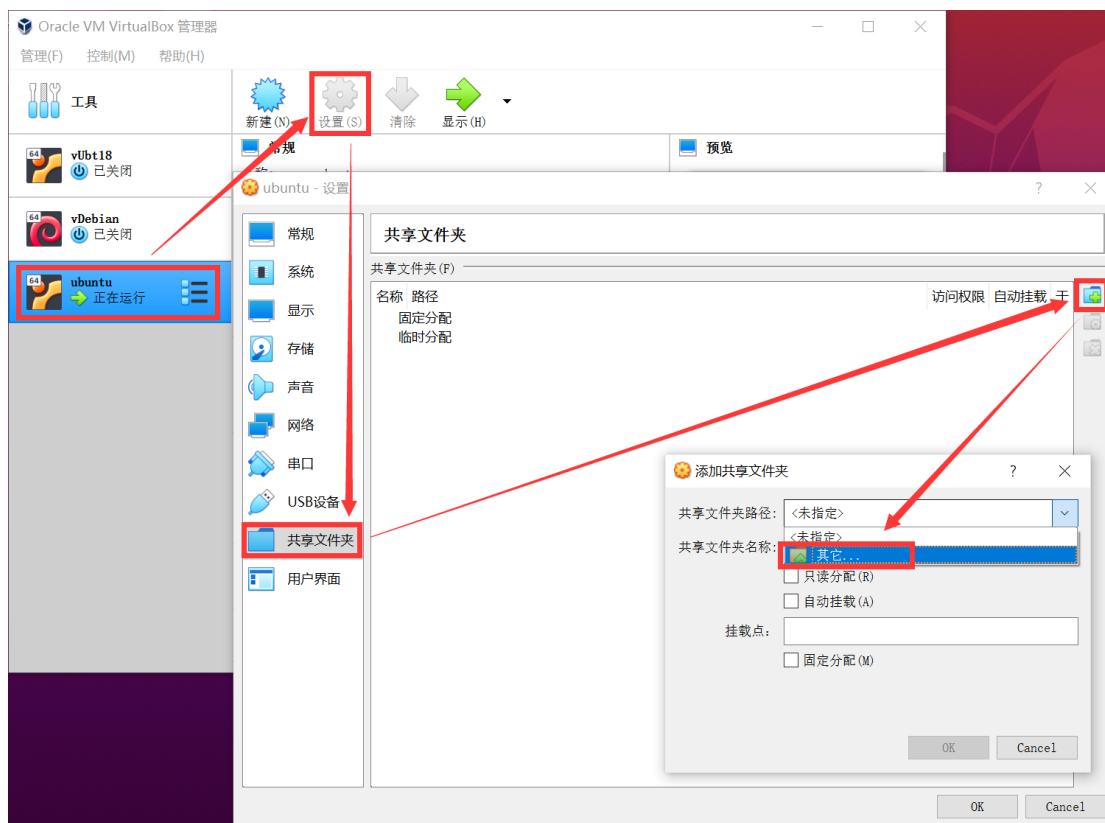 Oracle VM VirtualBox 管理器
管理(F) 控制(M) 帮助(H)
工具
新建(N) 设置(S) 清除 显示(H)
64 vUbt18
已关闭
64 vDebian
已关闭
64 ubuntu
正在运行
常规
预览
ubuntu - 设置
常规
系统
显示
存储
声音
网络
串口
USB设备
共享文件夹
用户界面
共享文件夹
共享文件夹(F)
名称 路径 访问权限 自动挂载 于
固定分配
临时分配
添加共享文件夹
共享文件夹路径: <未指定>
<未指定>
共享文件夹名称: 其它...
只读分配(R)
自动挂载(A)
挂载点:
固定分配(M)
OK Cancel
OK Cancel